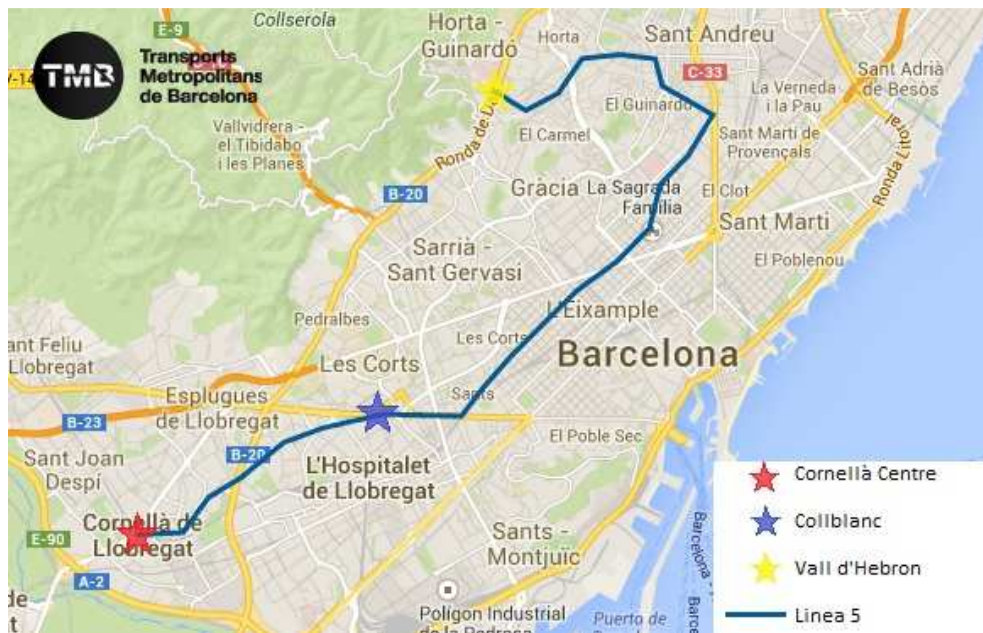 TMB
Transports
Metropolitans
de Barcelona
E-9
Collserola
Horta -
Guinardó
Horta
Sant Andreu
C-33
Sant Adrià
de Besòs
La Verneda
i la Pau
El Guinardó
Vallvidrera -
el Tibidabo
i les Planes
El Carmel
Sant Martí de
Provençals
Ronda de
B-20
Gràcia
La Sagrada
Família
El Clot
Ronda Litoral
Sarrià -
Sant Gervasi
Sant Martí
El Poblenou
Pedralbes
L'Eixample
Les Corts
Barcelona
Les Corts
ant Feliu
Llobregat
Esplugues
de Llobregat
Sants
B-23
El Poble Sec
Sant Joan
Despí
B-20
L'Hospitalet
de Llobregat
Cornellà de
Llobregat
E-90
A-2
Sants -
Montjuïc
Polígon Industrial
Puerto de
Barcelona
Cornellà Centre
Collblanc
Vall d'Hebron
Linea 5